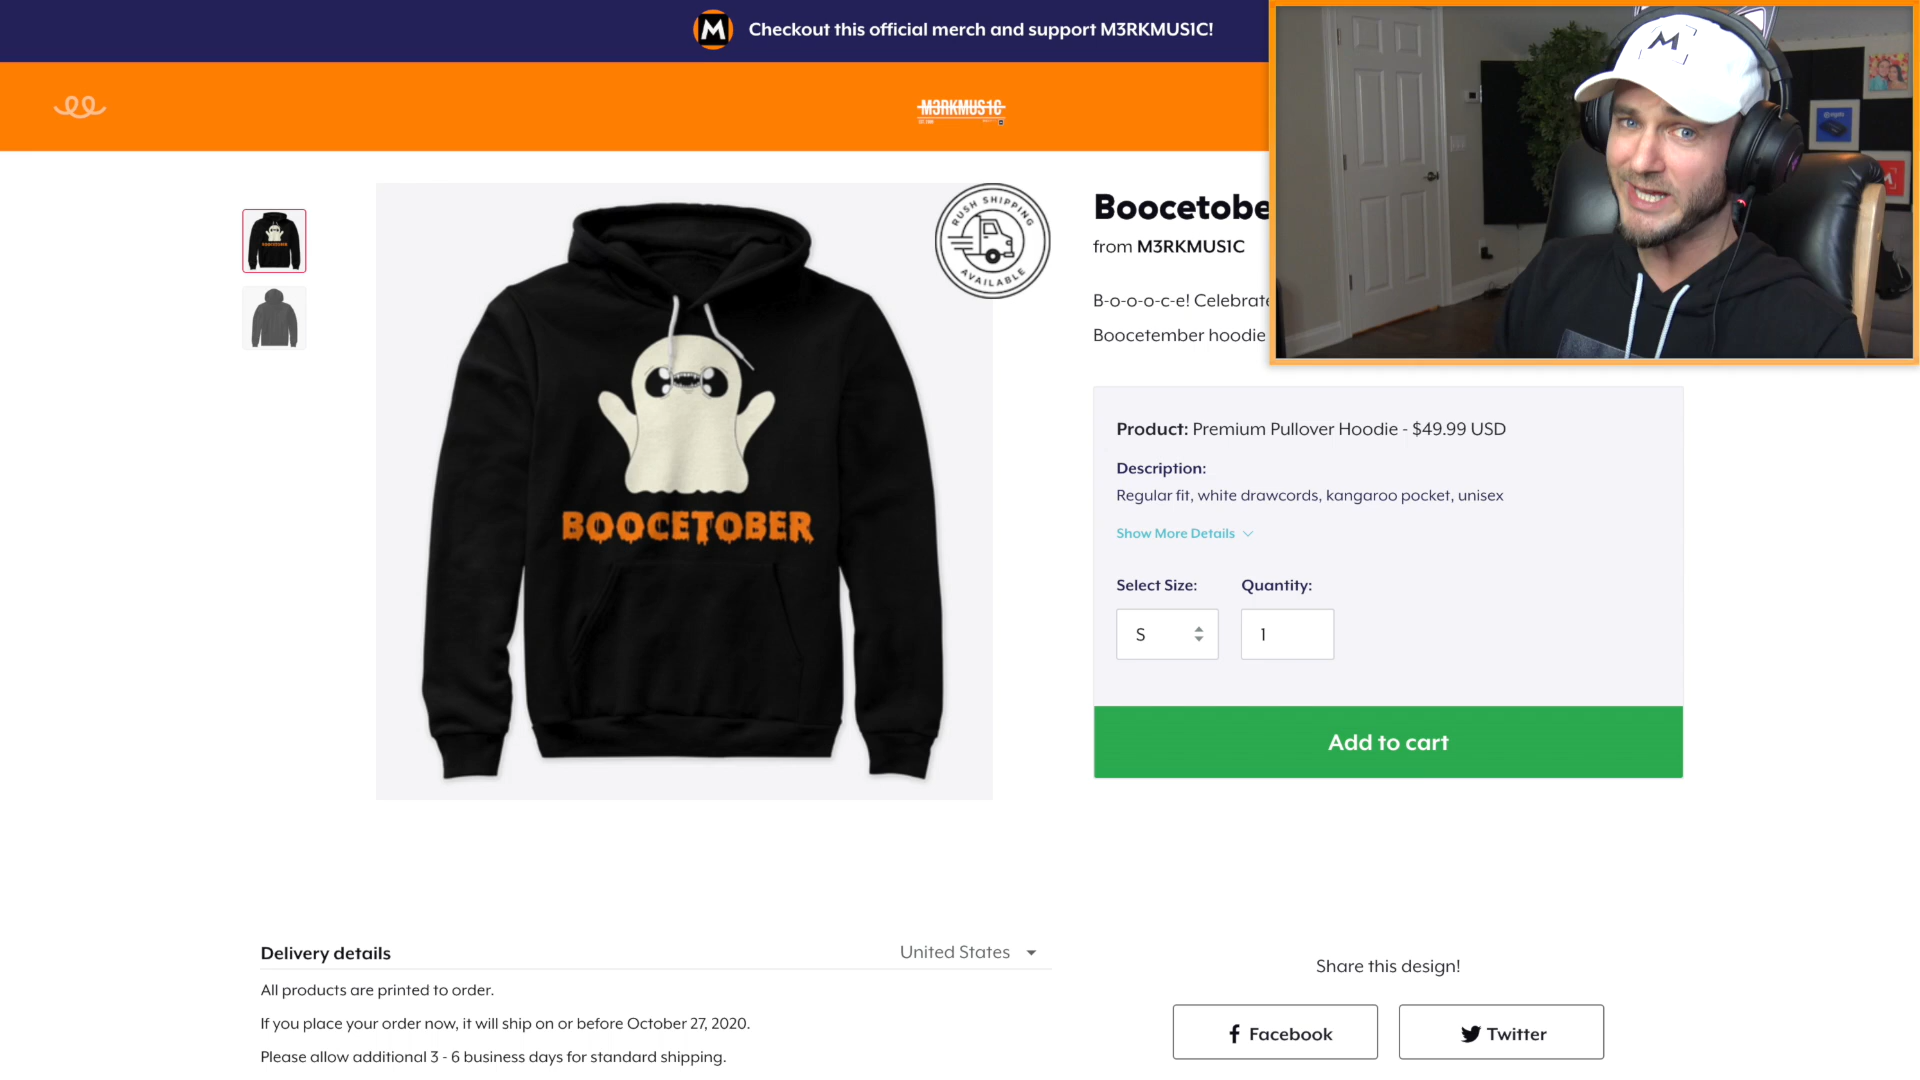 M Checkout this official merch and support M3RKMUS1C!
M3RKMUS1C
RUSH SHIPPING
AVAILABLE
Boocetobe
from M3RKMUS1C
B-o-o-o-c-e! Celebrate
Boocetember hoodie
BOOCETOBER
Product: Premium Pullover Hoodie - $49.99 USD
Description:
Regular fit, white drawcords, kangaroo pocket, unisex
Show More Details
Select Size: Quantity:
S 1
Add to cart
Delivery details United States
All products are printed to order.
If you place your order now, it will ship on or before October 27, 2020.
Please allow additional 3 - 6 business days for standard shipping.
Share this design!
Facebook Twitter
M